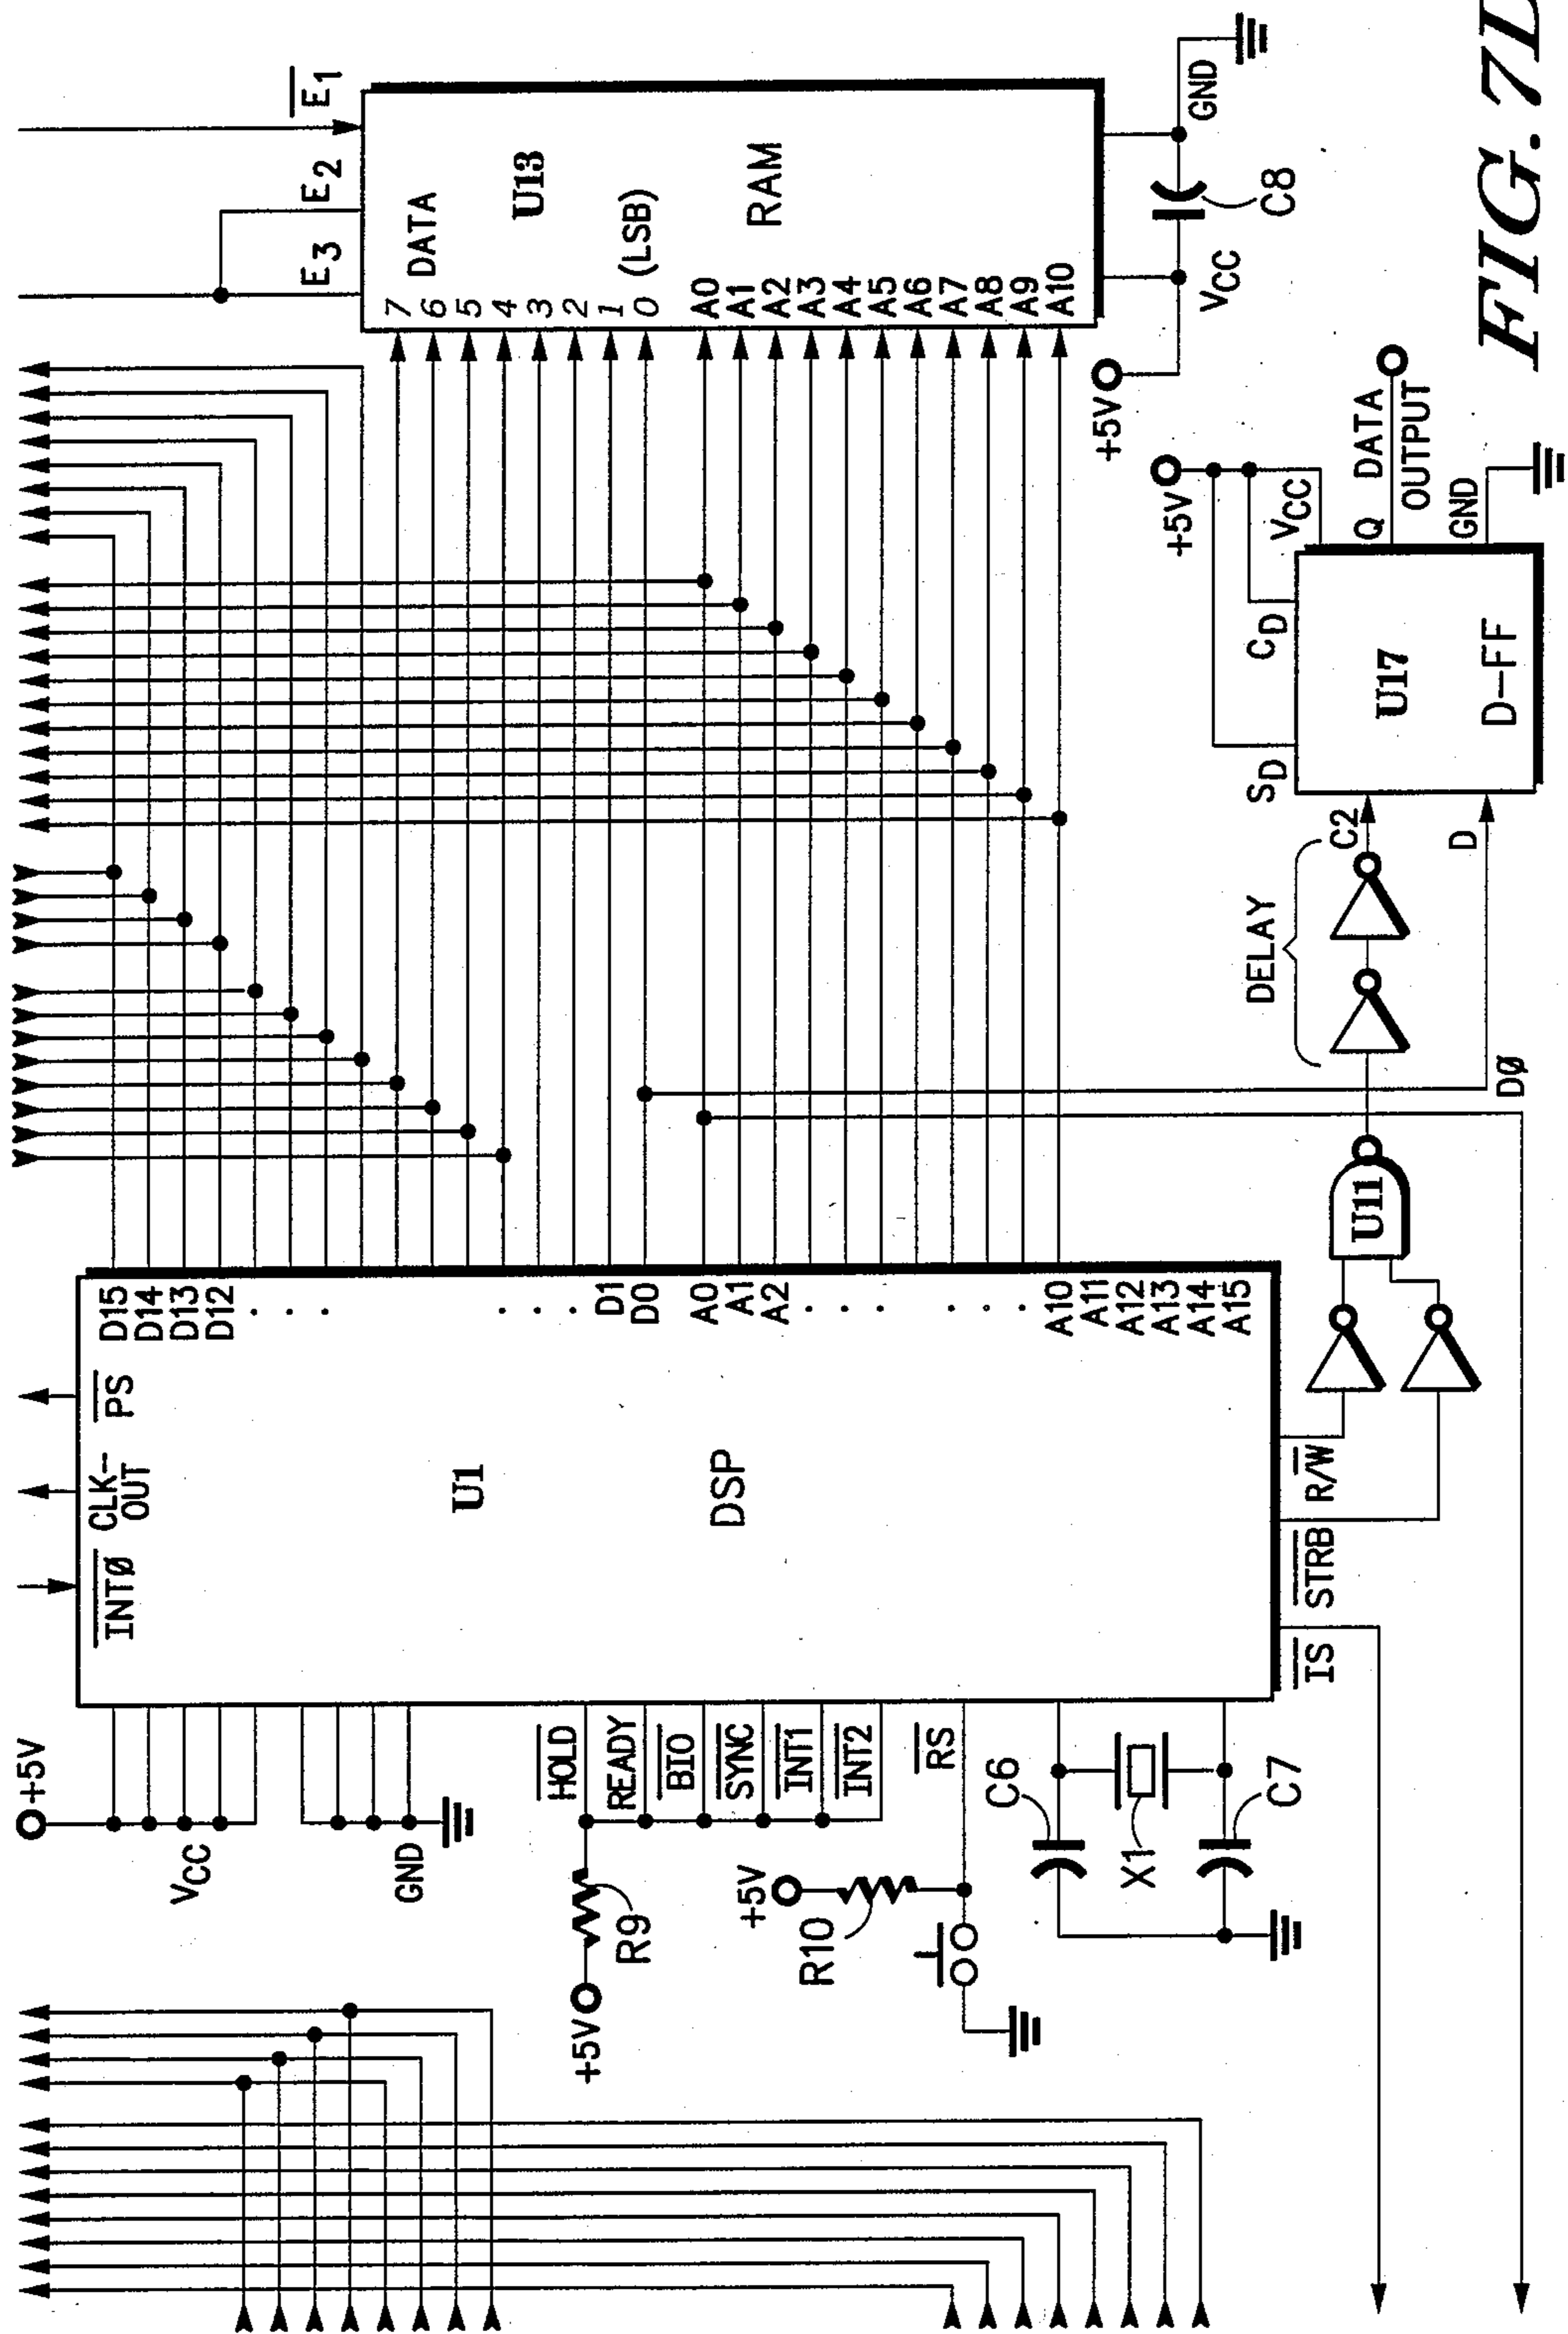 +5V
VCC
GND
INTØ
CLK-
OUT
PS
D15
D14
D13
D12
D1
D0
A0
A1
A2
A10
A11
A12
A13
A14
A15
U1
DSP
HOLD
READY
BIO
SYNC
INT1
INT2
RS
+5V
R9
+5V
R10
C6
X1
C7
IS
STRB
R/W
U11
DELAY
DØ
C2
D
SD
CD
VCC
+5V
U17
D-FF
Q
DATA
OUTPUT
GND
E3
E2
E1
7
6
5
4
3
2
1
0
DATA
(LSB)
U13
RAM
A0
A1
A2
A3
A4
A5
A6
A7
A8
A9
A10
+5V
VCC
C8
GND
FIG. 7D